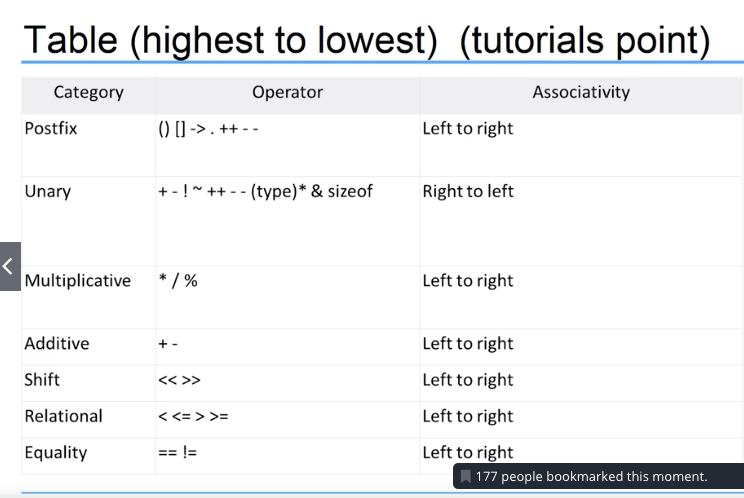 Table (highest to lowest)  (tutorials point)
Category Operator Associativity
Postfix () [] -> . ++ - - Left to right
Unary + - ! ~ ++ - - (type)* & sizeof Right to left
Multiplicative * / % Left to right
Additive + - Left to right
Shift << >> Left to right
Relational < <= > >= Left to right
Equality == != Left to right
177 people bookmarked this moment.